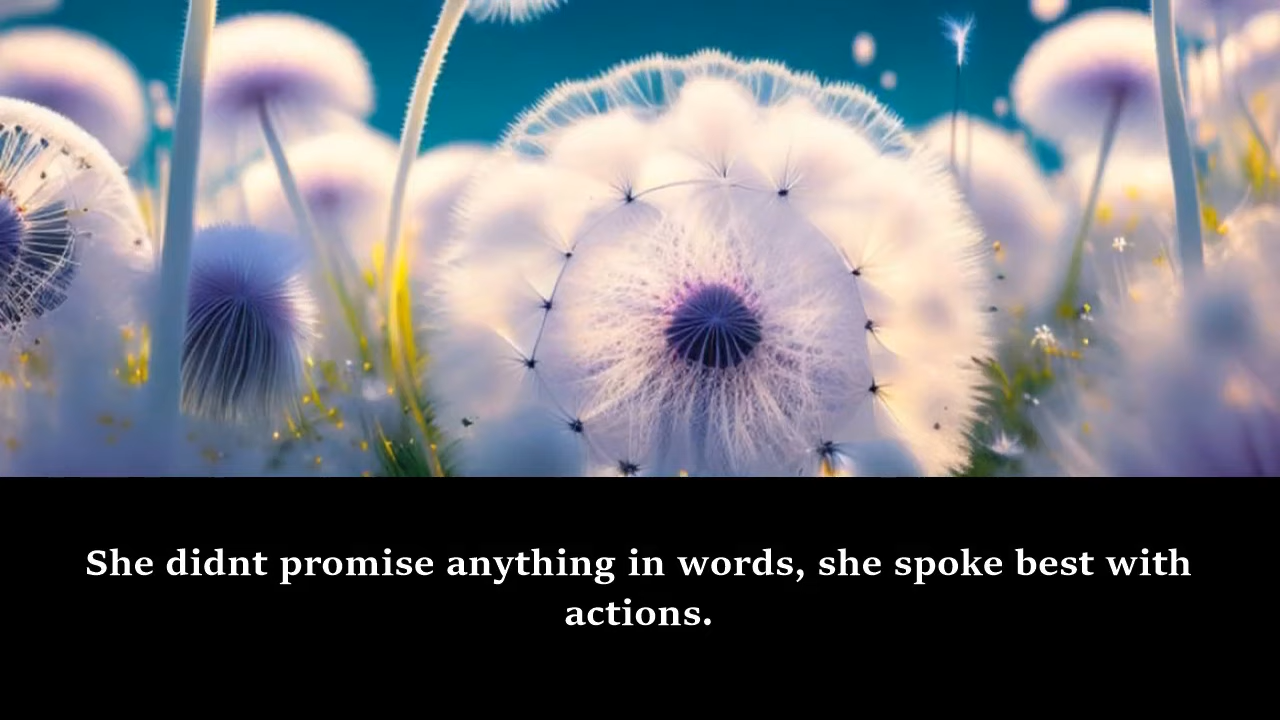 She didnt promise anything in words, she spoke best with
actions.